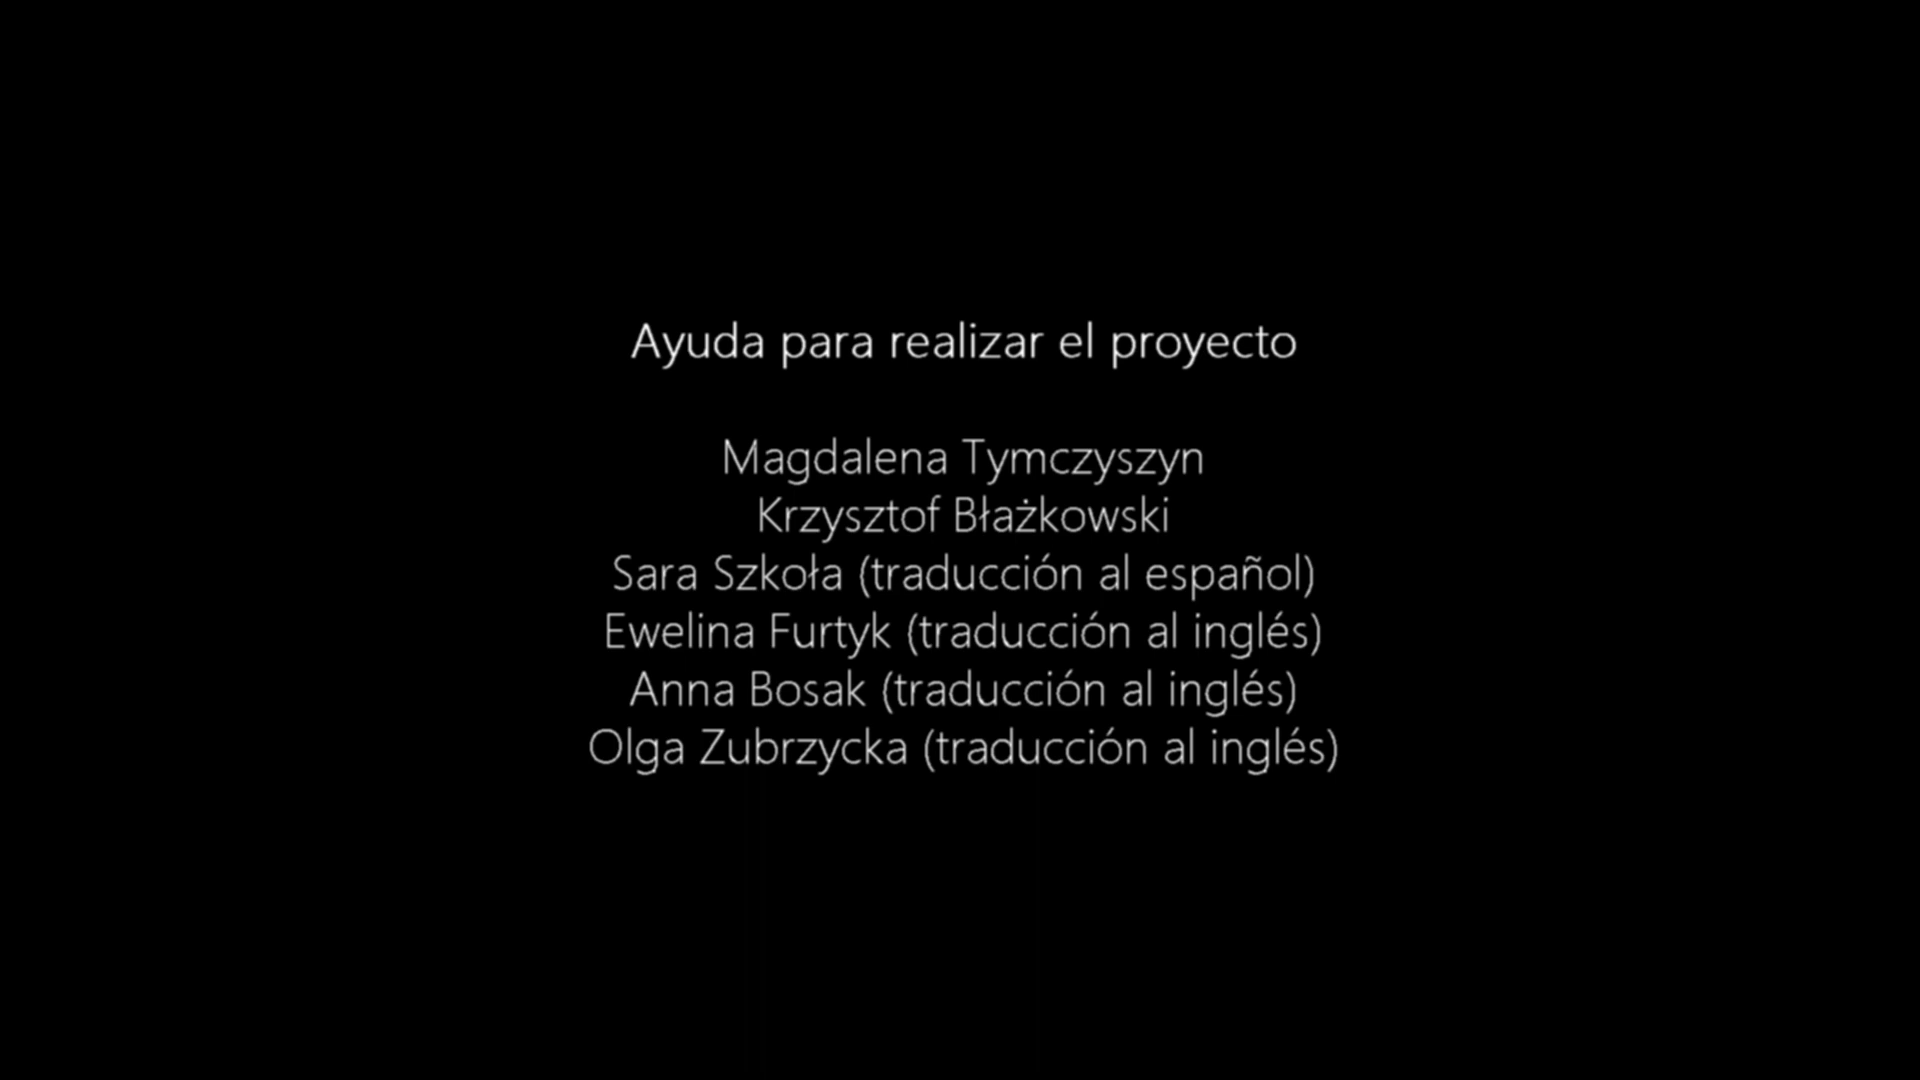 Ayuda para realizar el proyecto
Magdalena Tymczyszyn
Krzysztof Błażkowski
Sara Szkoła (traducción al español)
Ewelina Furtyk (traducción al inglés)
Anna Bosak (traducción al inglés)
Olga Zubrzycka (traducción al inglés)